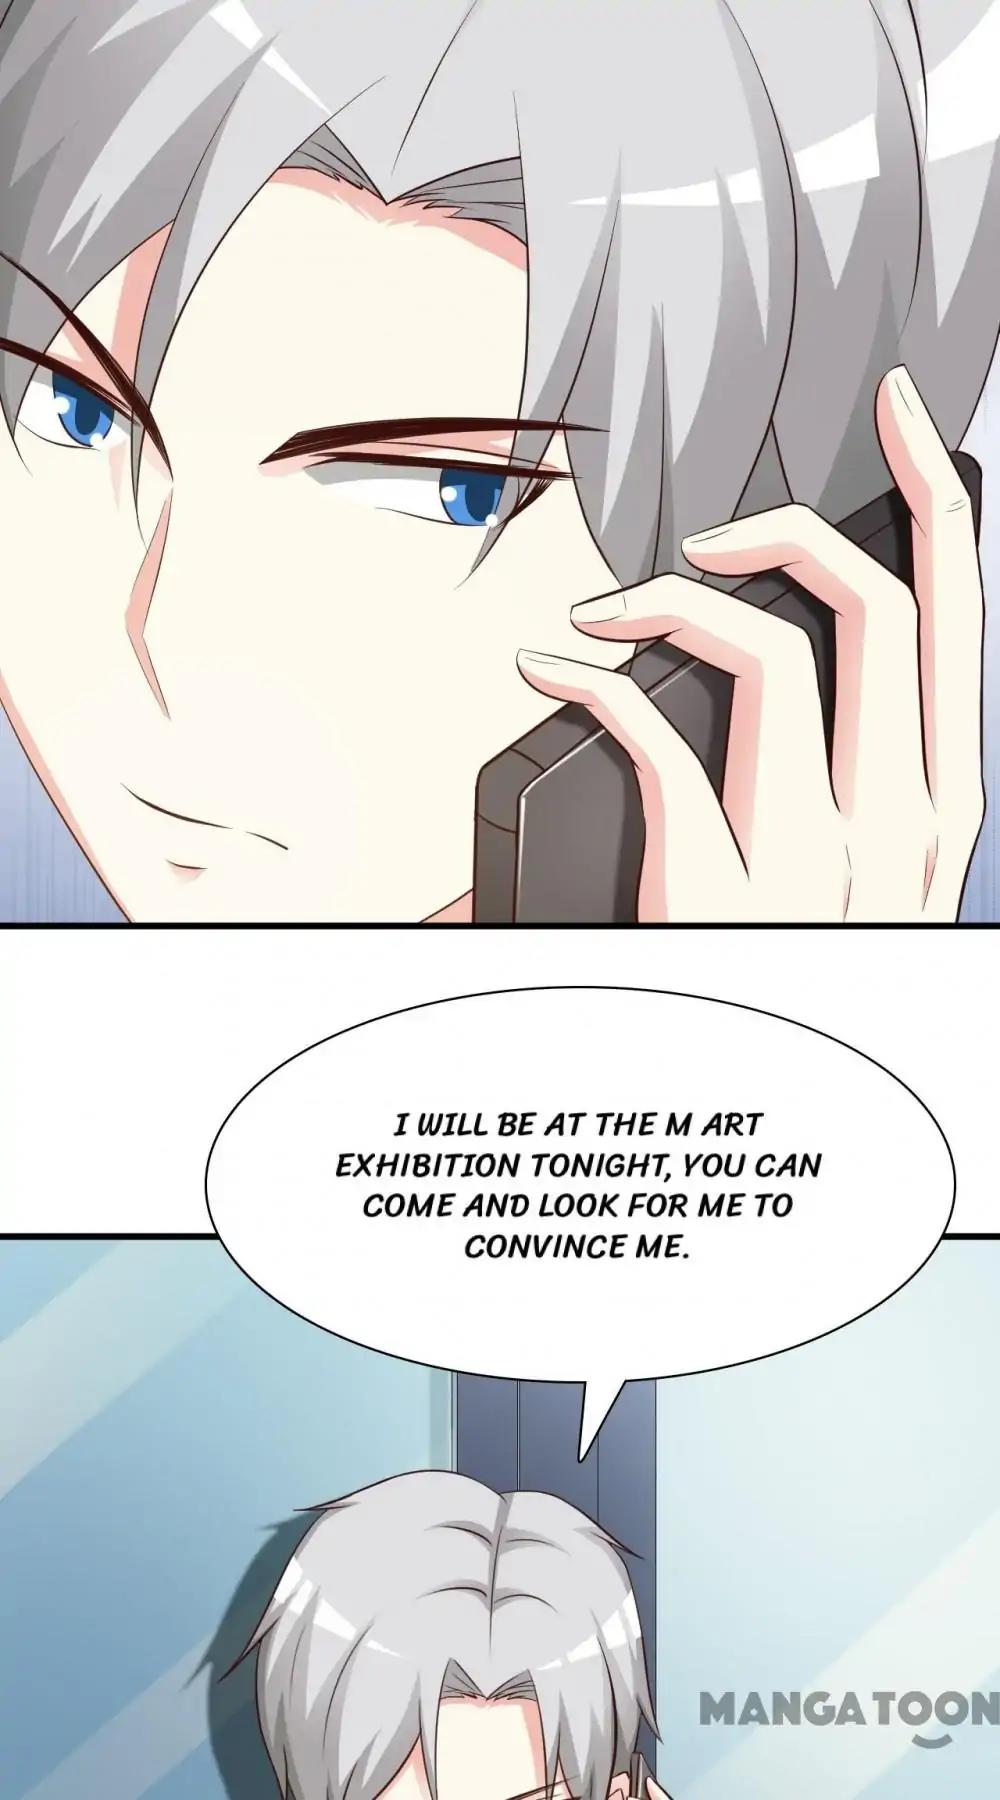 I WILL BE AT THE M ART
EXHIBITION TONIGHT, YOU CAN
COME AND LOOK FOR ME TO
CONVINCE ME.
MANGATOON